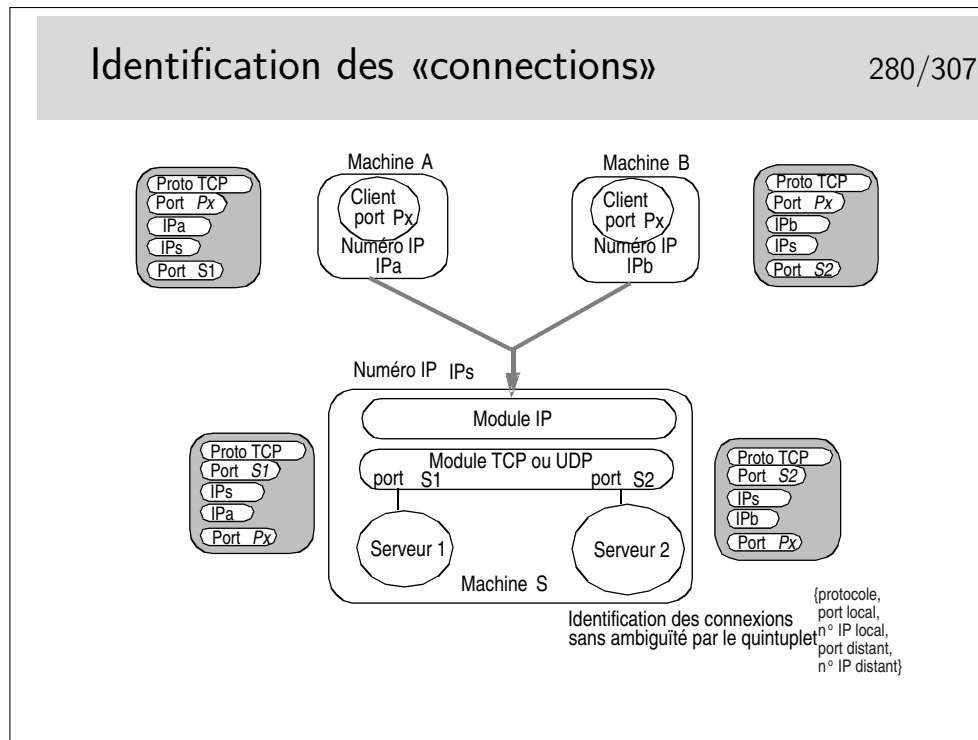 Identification des «connections»
280/307
Machine A
Machine B
Proto TCP
Port Px
IPa
IPs
Port S1
Client
port Px
Numéro IP
IPa
Client
port Px
Numéro IP
IPb
Proto TCP
Port Px
IPb
IPs
Port S2
Numéro IP IPs
Module IP
Module TCP ou UDP
port S1
port S2
Proto TCP
Port S1
IPs
IPa
Port Px
Serveur 1
Serveur 2
Machine S
Proto TCP
Port S2
IPs
IPb
Port Px
Identification des connexions
sans ambiguïté par le quintuplet
{protocole,
port local,
n° IP local,
port distant,
n° IP distant}